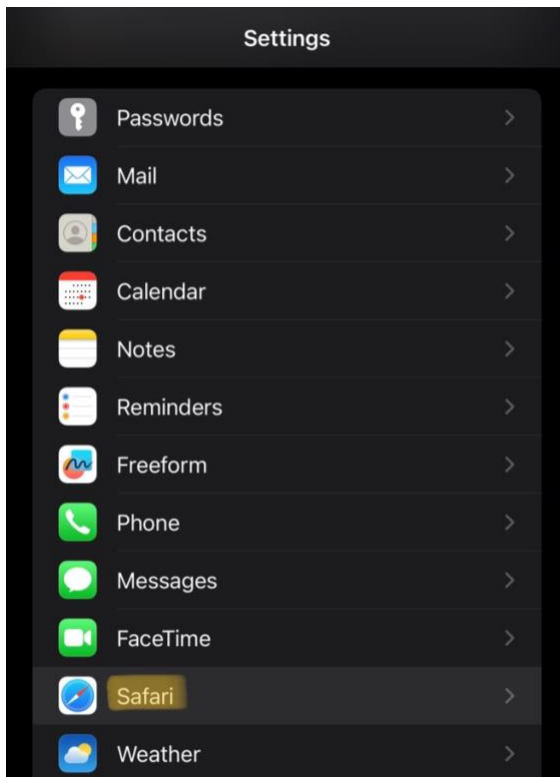 Settings
Passwords
Mail
Contacts
Calendar
Notes
Reminders
Freeform
Phone
Messages
FaceTime
Safari
Weather